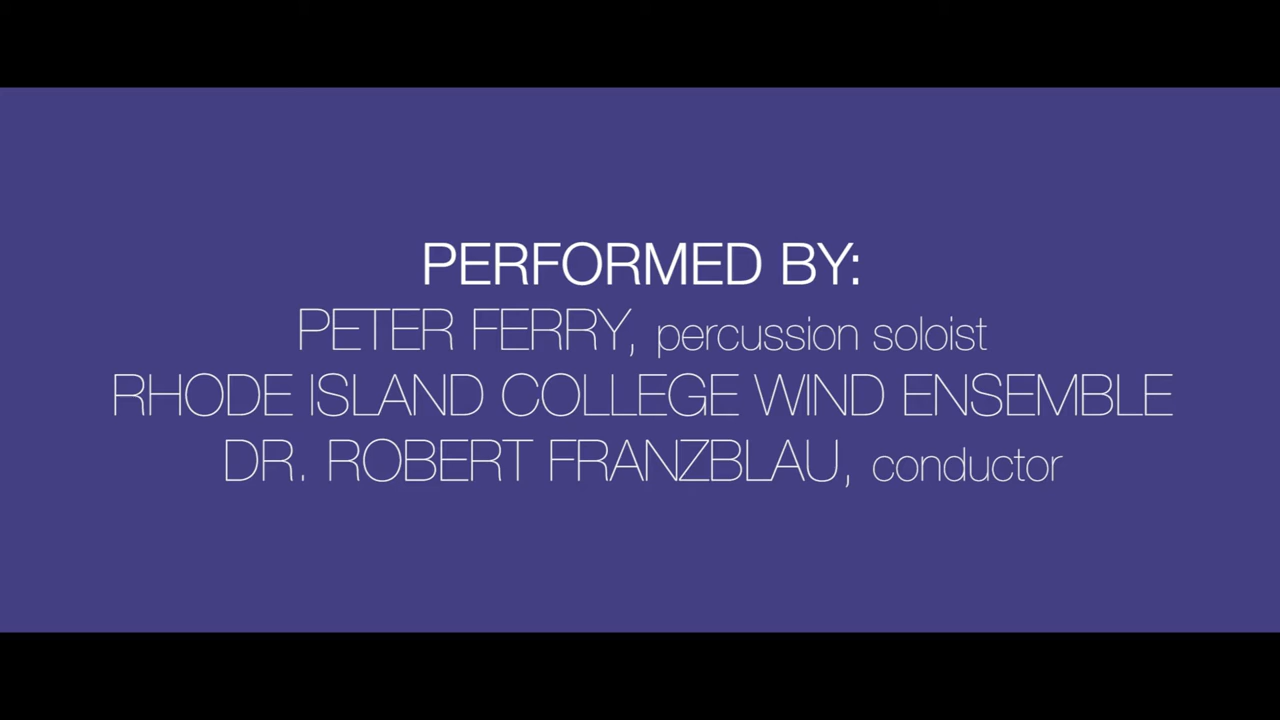 PERFORMED BY:
PETER FERRY, percussion soloist
RHODE ISLAND COLLEGE WIND ENSEMBLE
DR. ROBERT FRANZBLAU, conductor